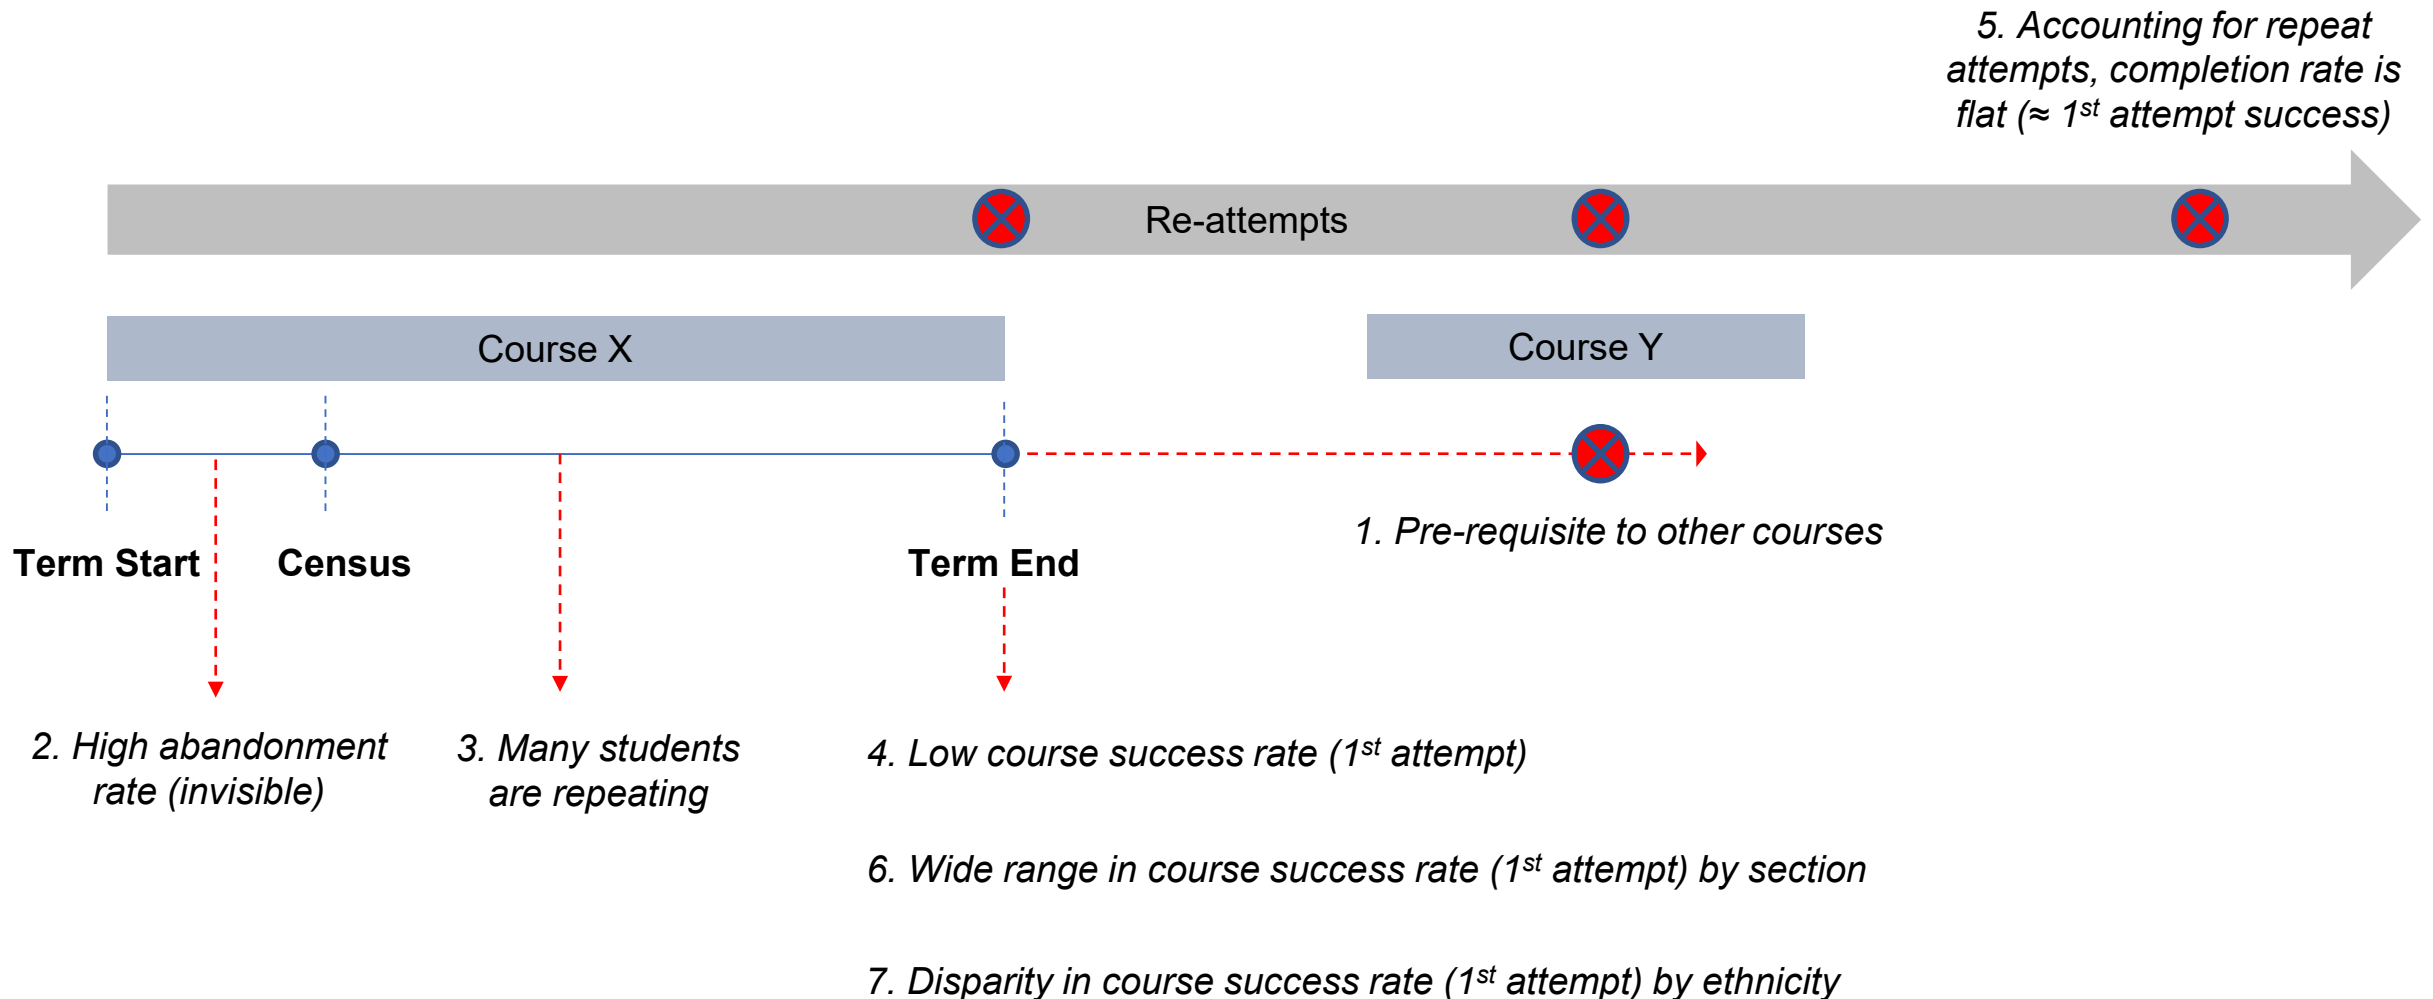 5. Accounting for repeat
attempts, completion rate is
flat (≈ 1st attempt success)
Re-attempts
Course X
Course Y
1. Pre-requisite to other courses
Term Start
Census
Term End
2. High abandonment
rate (invisible)
3. Many students
are repeating
4. Low course success rate (1st attempt)
6. Wide range in course success rate (1st attempt) by section
7. Disparity in course success rate (1st attempt) by ethnicity